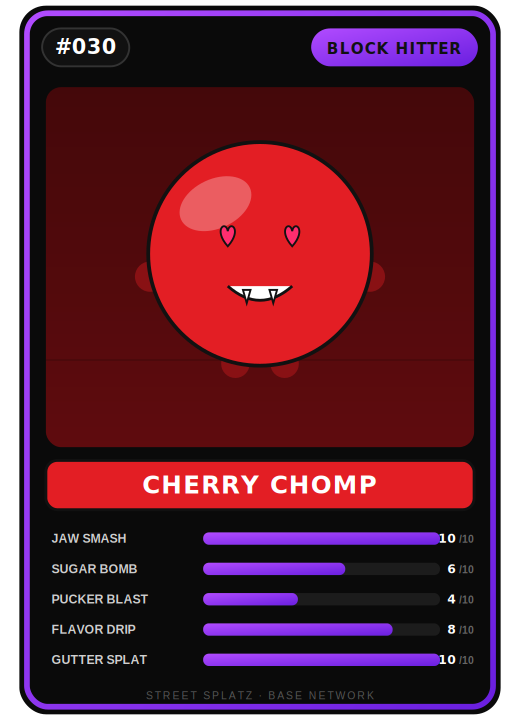 #030 BLOCK HITTER
CHERRY CHOMP
JAW SMASH 10 /10
SUGAR BOMB 6 /10
PUCKER BLAST 4 /10
FLAVOR DRIP 8 /10
GUTTER SPLAT 10 /10
STREET SPLATZ · BASE NETWORK